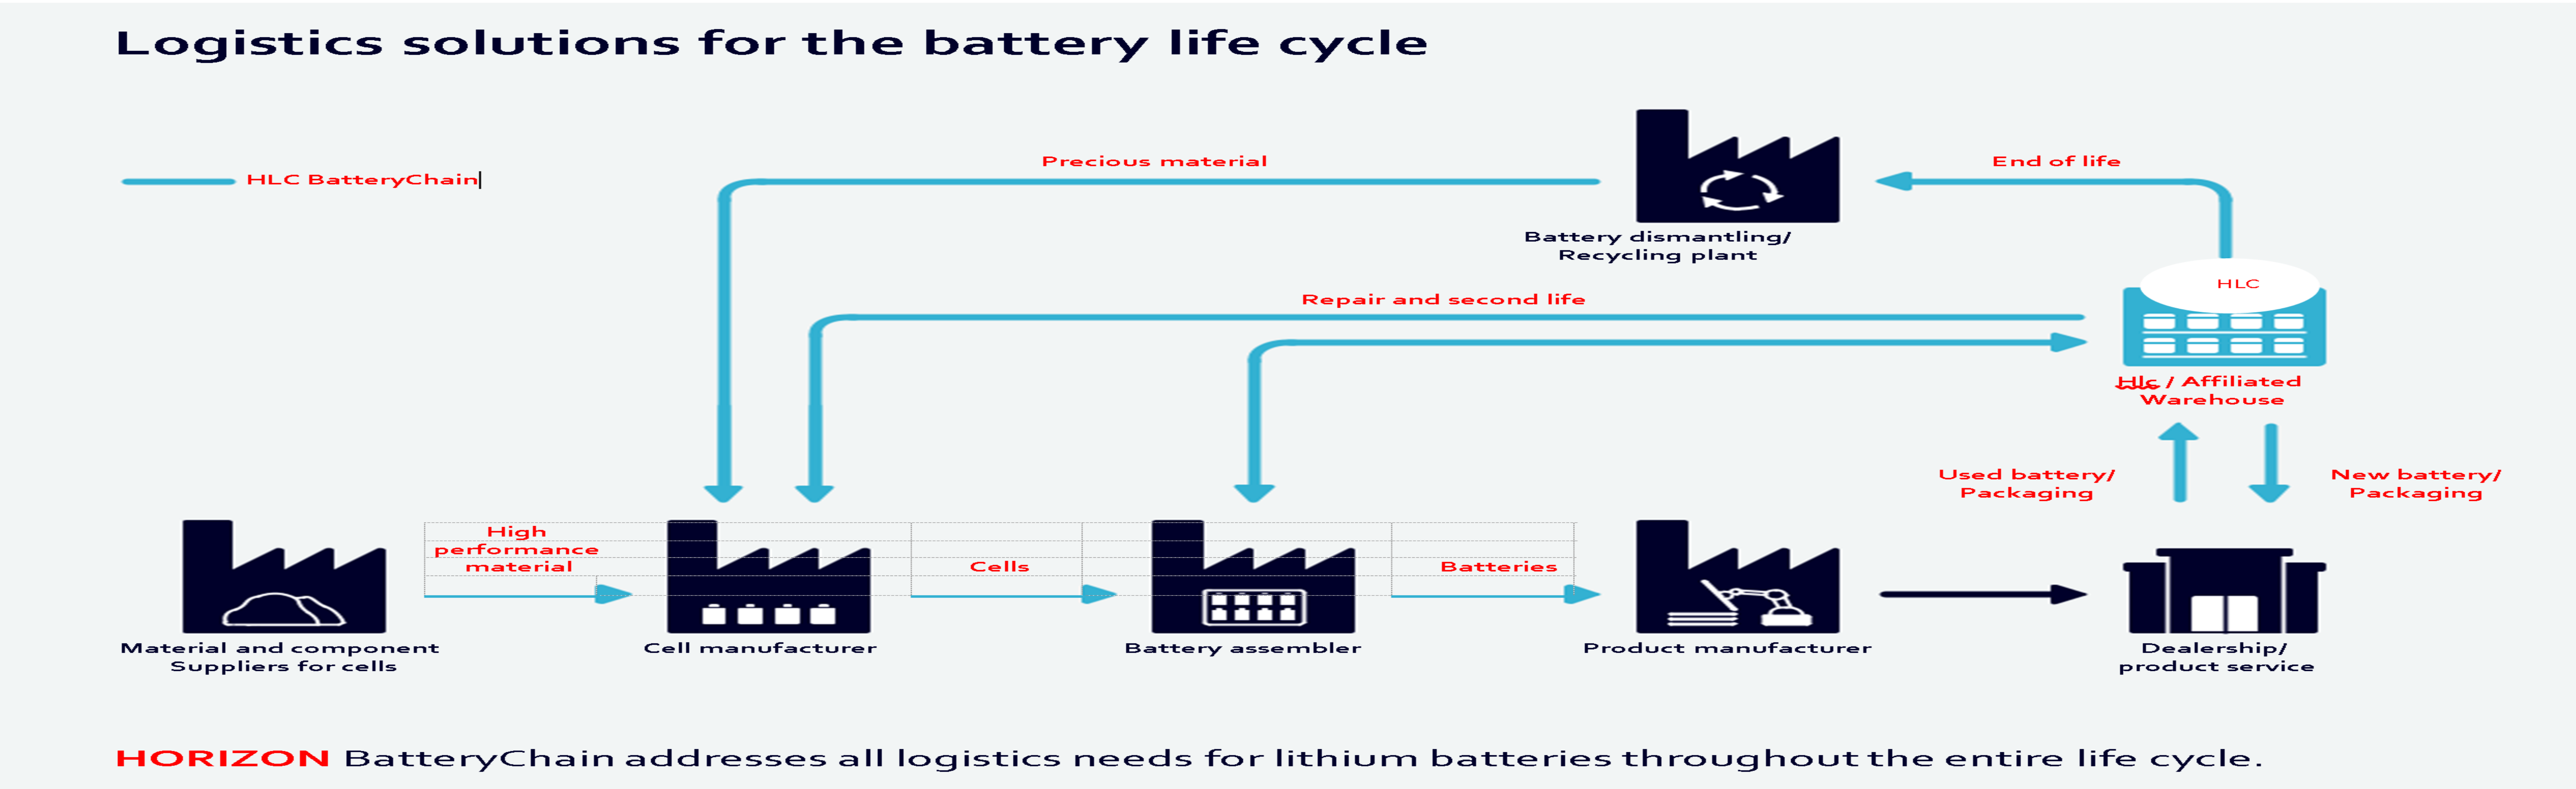 Logistics solutions for the battery life cycle
HLC BatteryChain
Precious material
End of life
Battery dismantling/
Recycling plant
HLC
Repair and second life
Hlc / Affiliated
Warehouse
Used battery/
Packaging
New battery/
Packaging
High
performance
material
Cells
Batteries
Material and component
Suppliers for cells
Cell manufacturer
Battery assembler
Product manufacturer
Dealership/
product service
HORIZON BatteryChain addresses all logistics needs for lithium batteries throughout the entire life cycle.